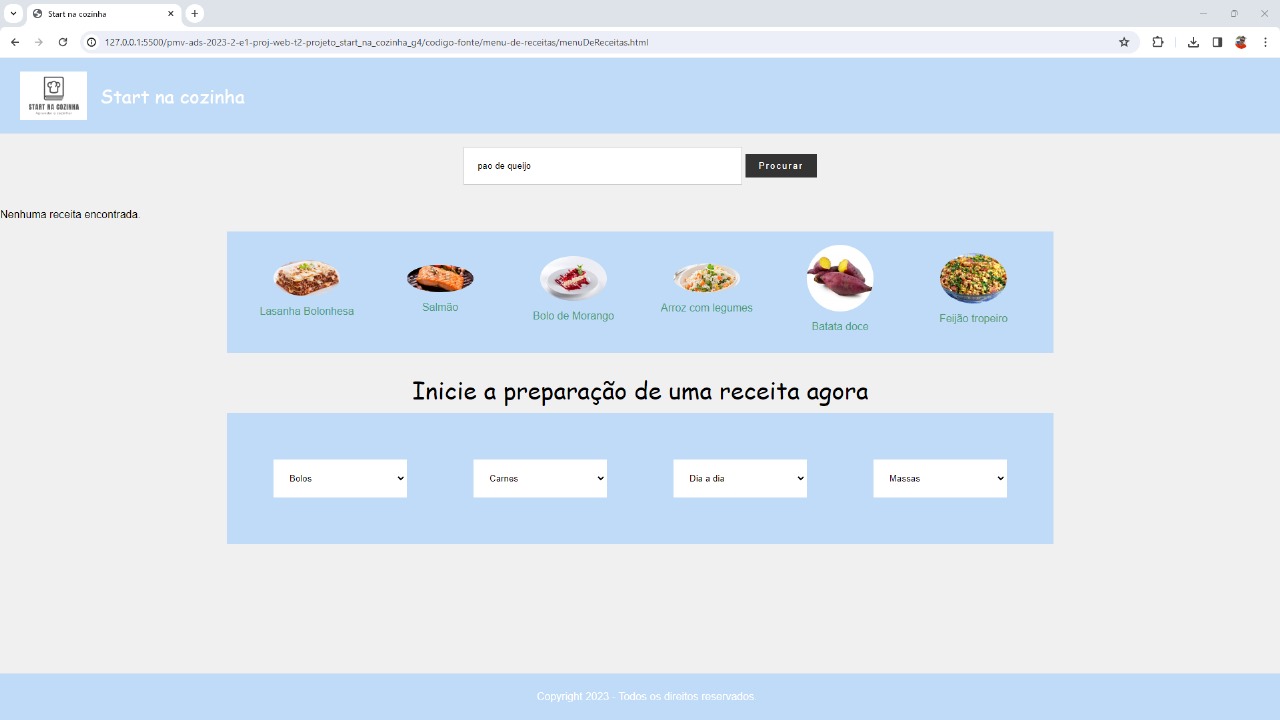 Start na cozinha
127.0.0.1:5500/pmv-ads-2023-2-e1-proj-web-t2-projeto_start_na_cozinha_g4/codigo-fente/menu-de-receitas/menuDeReceitas.html
START NA COZINHA
Start na cozinha
pao de queijo
Procurar
Nenhuma receita encontrada.
Lasanha Bolonhesa
Salmão
Bolo de Morango
Arroz com legumes
Batata doce
Feijão tropeiro
Inicie a preparação de uma receita agora
Bolos
Carnes
Dia a dia
Massas
Copyright 2023 - Todos os direitos reservados